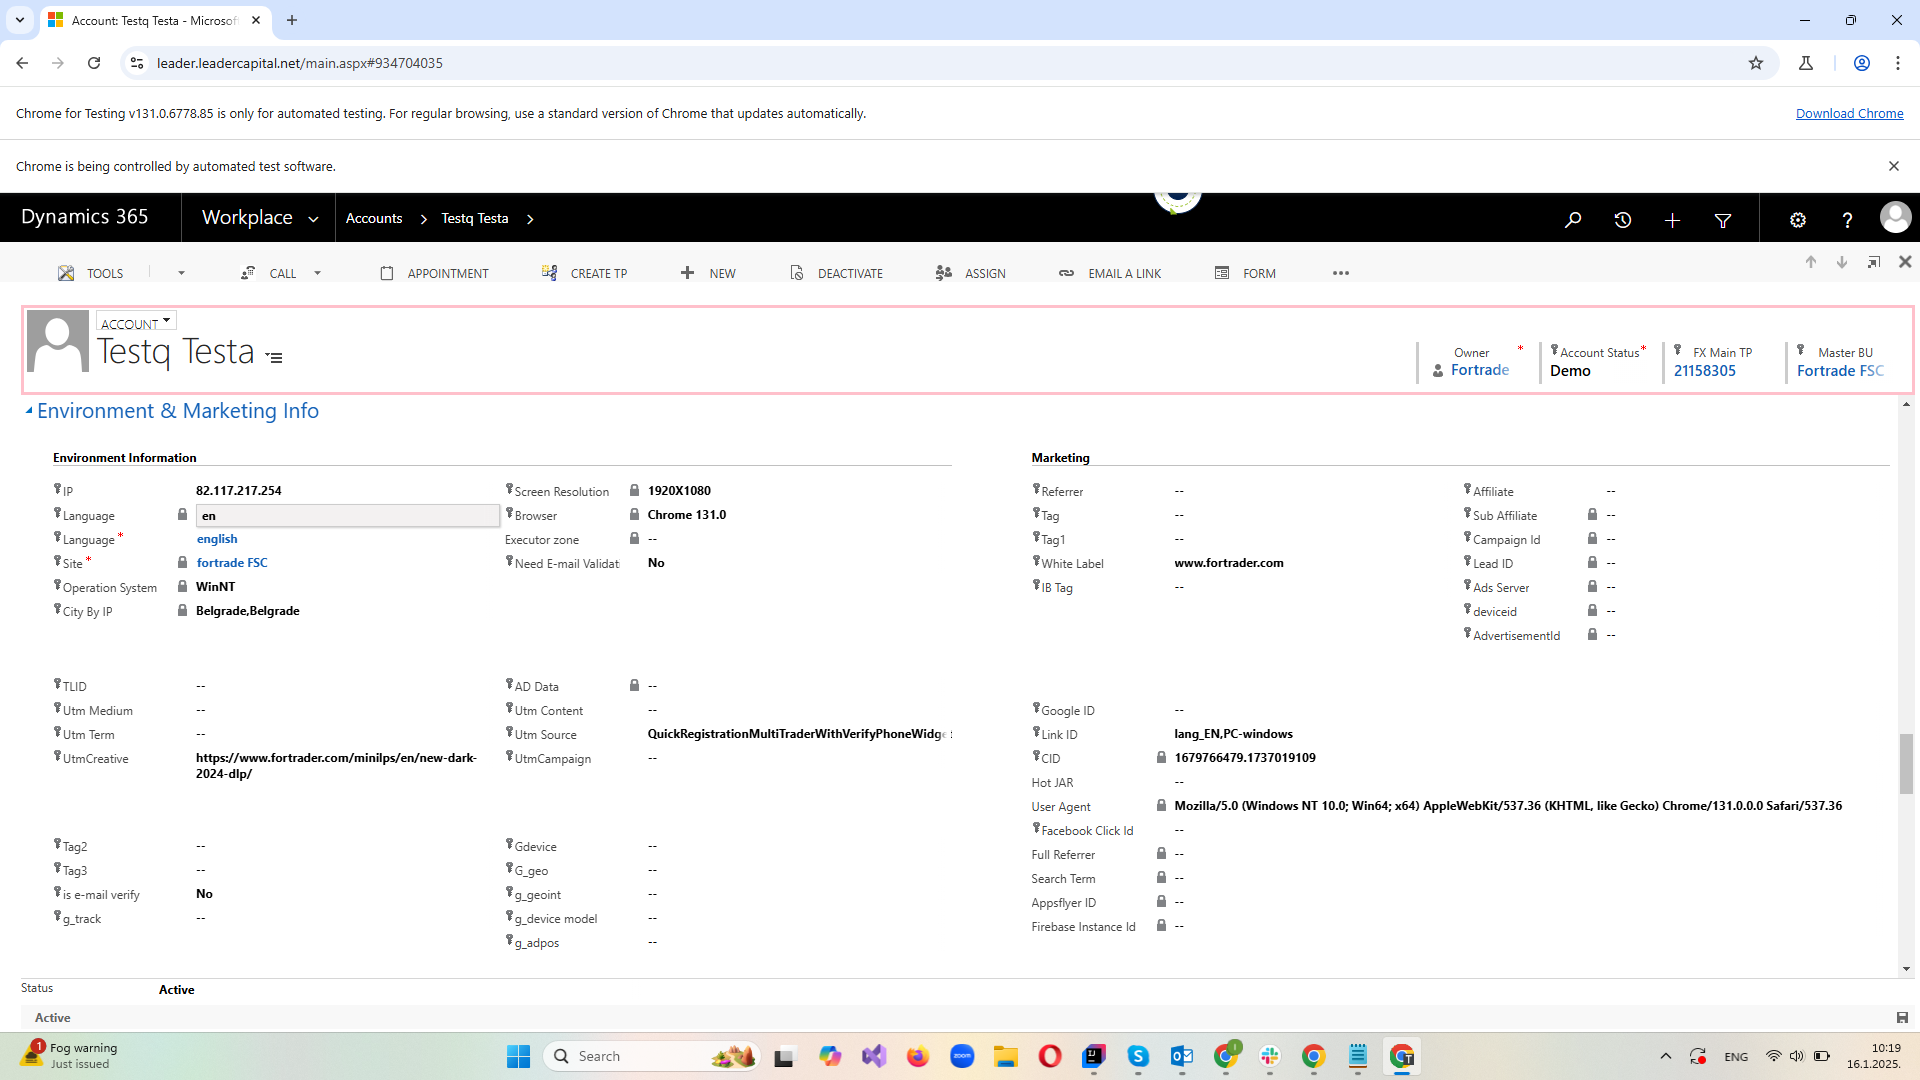 Account: Testq Testa - Microsof
leader.leadercapital.net/main.aspx#934704035
Chrome for Testing v131.0.6778.85 is only for automated testing. For regular browsing, use a standard version of Chrome that updates automatically.
Download Chrome
Chrome is being controlled by automated test software.
Dynamics 365
Workplace
Accounts
Testq Testa
TOOLS
CALL
APPOINTMENT
CREATE TP
NEW
DEACTIVATE
ASSIGN
EMAIL A LINK
FORM
ACCOUNT
Testq Testa
Owner *
Fortrade
Account Status*
Demo
FX Main TP
21158305
Master BU
Fortrade FSC
Environment & Marketing Info
Environment Information
IP 82.117.217.254
Language en
Language * english
Site * fortrade FSC
Operation System WinNT
City By IP Belgrade,Belgrade
Screen Resolution 1920X1080
Browser Chrome 131.0
Executor zone --
Need E-mail Validat No
TLID --
Utm Medium --
Utm Term --
UtmCreative https://www.fortrader.com/minilps/en/new-dark-
2024-dlp/
AD Data --
Utm Content --
Utm Source QuickRegistrationMultiTraderWithVerifyPhoneWidge
UtmCampaign --
Tag2 --
Tag3 --
is e-mail verify No
g_track --
Gdevice --
G_geo --
g_geoint --
g_device model --
g_adpos --
Marketing
Referrer --
Tag --
Tag1 --
White Label www.fortrader.com
IB Tag --
Affiliate --
Sub Affiliate --
Campaign Id --
Lead ID --
Ads Server --
deviceid --
AdvertisementId --
Google ID --
Link ID lang_EN,PC-windows
CID 1679766479.1737019109
Hot JAR --
User Agent Mozilla/5.0 (Windows NT 10.0; Win64; x64) AppleWebKit/537.36 (KHTML, like Gecko) Chrome/131.0.0.0 Safari/537.36
Facebook Click Id --
Full Referrer --
Search Term --
Appsflyer ID --
Firebase Instance Id --
Status Active
Active
1
Fog warning
Just issued
Search
zoom
1
T
ENG
10:19
16.1.2025.